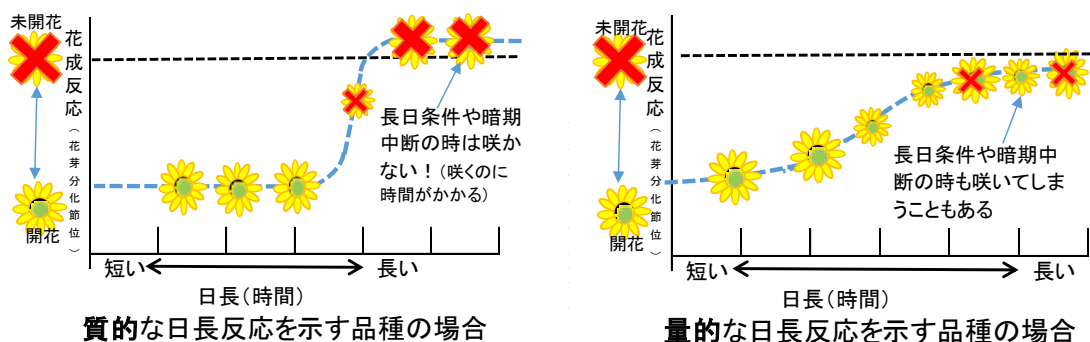 未開花
花成反応（花芽分化節位）
開花
長日条件や暗期
中断の時は咲か
ない！（咲くのに
時間がかかる）
短い
長い
日長（時間）
質的な日長反応を示す品種の場合
未開花
花成反応（花芽分化節位）
開花
長日条件や暗期中
断の時も咲いてしま
うこともある
短い
長い
日長（時間）
量的な日長反応を示す品種の場合